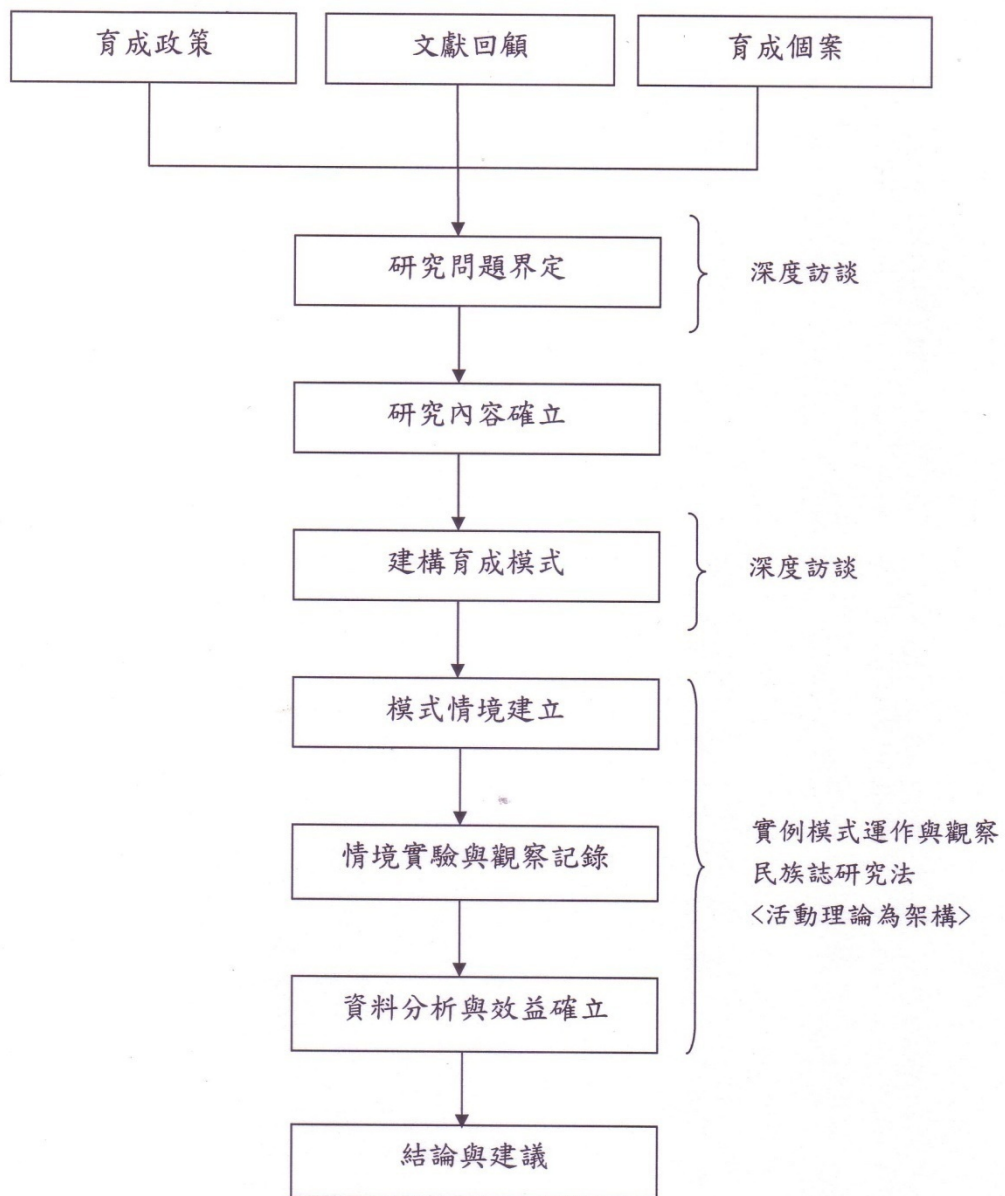 育成政策
文獻回顧
育成個案
研究問題界定
深度訪談
研究內容確立
建構育成模式
深度訪談
模式情境建立
情境實驗與觀察記錄
實例模式運作與觀察
民族誌研究法
<活動理論為架構>
資料分析與效益確立
結論與建議